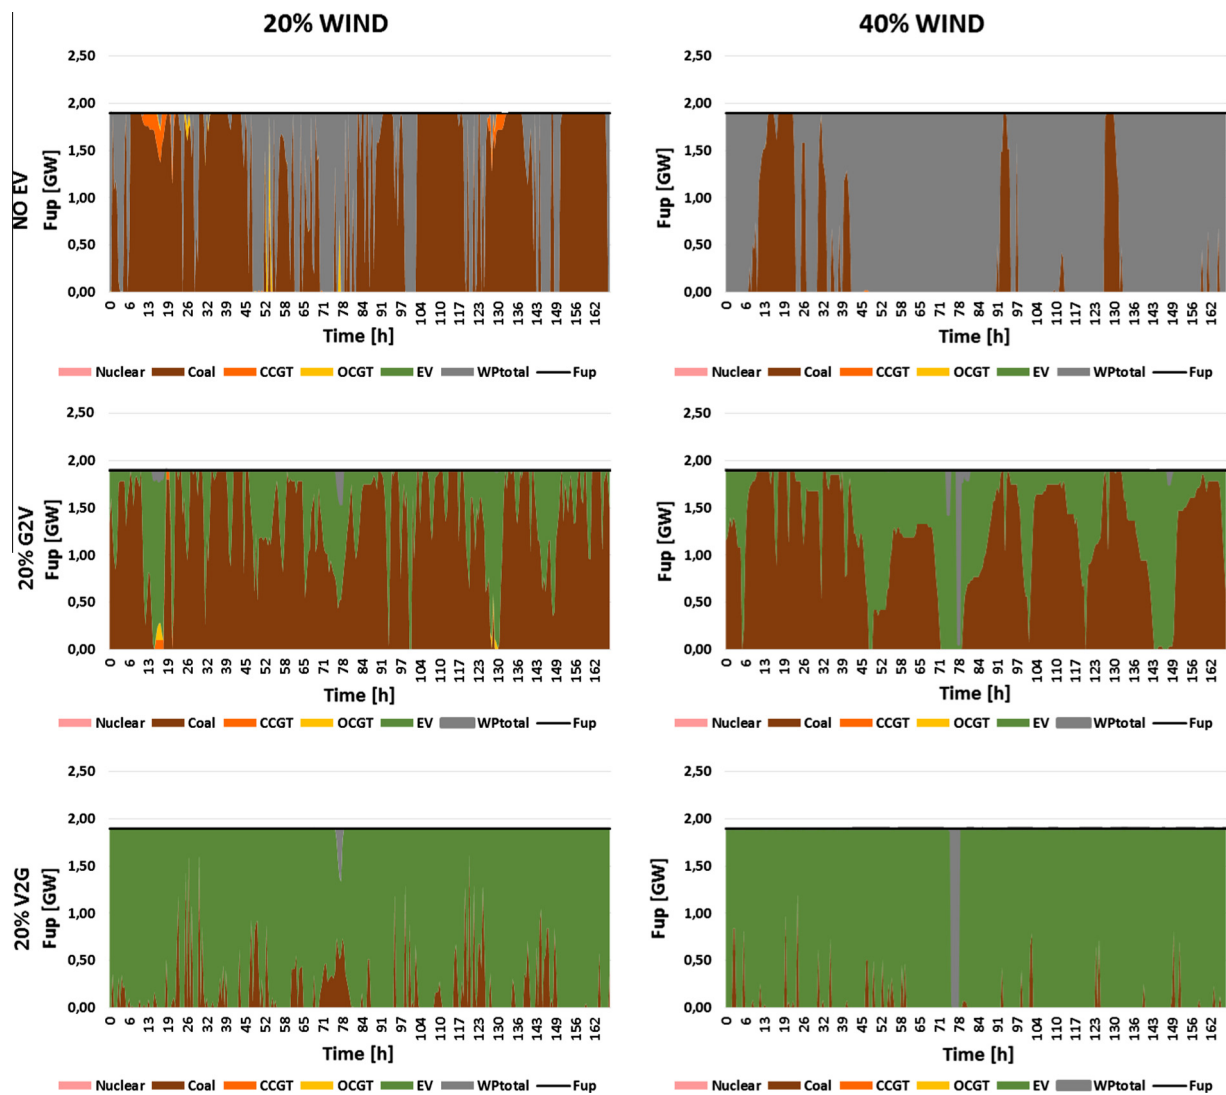 20% WIND
40% WIND
NO EV
Fup [GW]
2,50
2,00
1,50
1,00
0,50
0,00
0 6 13 19 26 32 39 45 52 58 65 71 78 84 91 97 104 110 117 123 130 136 143 149 156 162
Time [h]
Nuclear Coal CCGT OCGT EV WPtotal Fup
Fup [GW]
2,50
2,00
1,50
1,00
0,50
0,00
0 6 13 19 26 32 39 45 52 58 65 71 78 84 91 97 104 110 117 123 130 136 143 149 156 162
Time [h]
Nuclear Coal CCGT OCGT EV WPtotal Fup
20% G2V
Fup [GW]
2,50
2,00
1,50
1,00
0,50
0,00
0 6 13 19 26 32 39 45 52 58 65 71 78 84 91 97 104 110 117 123 130 136 143 149 156 162
Time [h]
Nuclear Coal CCGT OCGT EV WPtotal Fup
Fup [GW]
2,50
2,00
1,50
1,00
0,50
0,00
0 6 13 19 26 32 39 45 52 58 65 71 78 84 91 97 104 110 117 123 130 136 143 149 156 162
Time [h]
Nuclear Coal CCGT OCGT EV WPtotal Fup
20% V2G
Fup [GW]
2,50
2,00
1,50
1,00
0,50
0,00
0 6 13 19 26 32 39 45 52 58 65 71 78 84 91 97 104 110 117 123 130 136 143 149 156 162
Time [h]
Nuclear Coal CCGT OCGT EV WPtotal Fup
Fup [GW]
2,50
2,00
1,50
1,00
0,50
0,00
0 6 13 19 26 32 39 45 52 58 65 71 78 84 91 97 104 110 117 123 130 136 143 149 156 162
Time [h]
Nuclear Coal CCGT OCGT EV WPtotal Fup